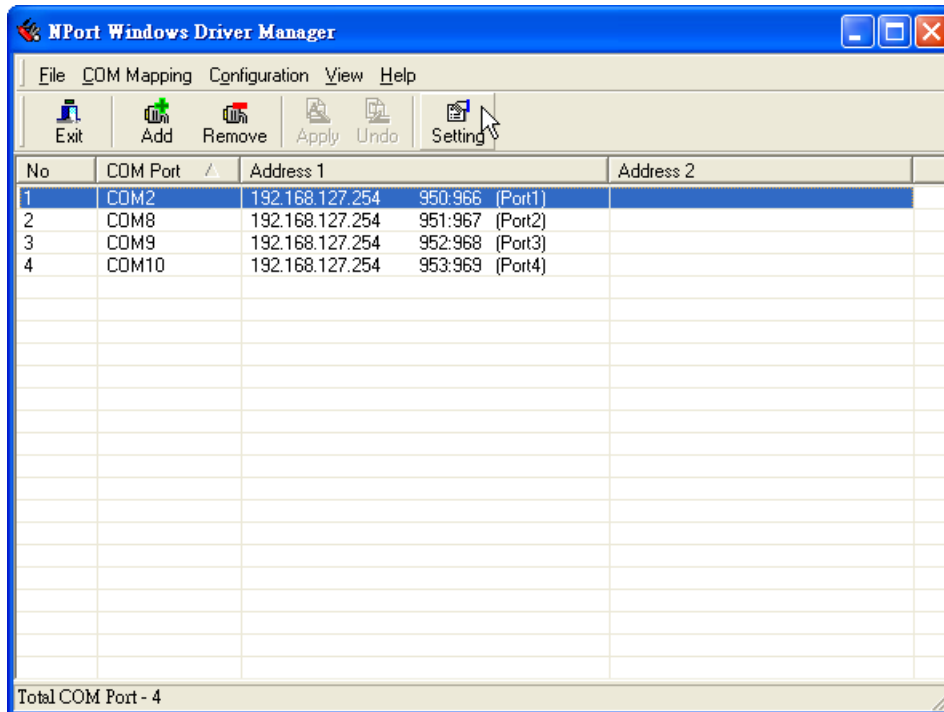 NPort Windows Driver Manager
File COM Mapping Configuration View Help
Exit Add Remove Apply Undo Setting
No COM Port Address 1 Address 2
1 COM2 192.168.127.254 950:966 (Port1)
2 COM8 192.168.127.254 951:967 (Port2)
3 COM9 192.168.127.254 952:968 (Port3)
4 COM10 192.168.127.254 953:969 (Port4)
Total COM Port - 4